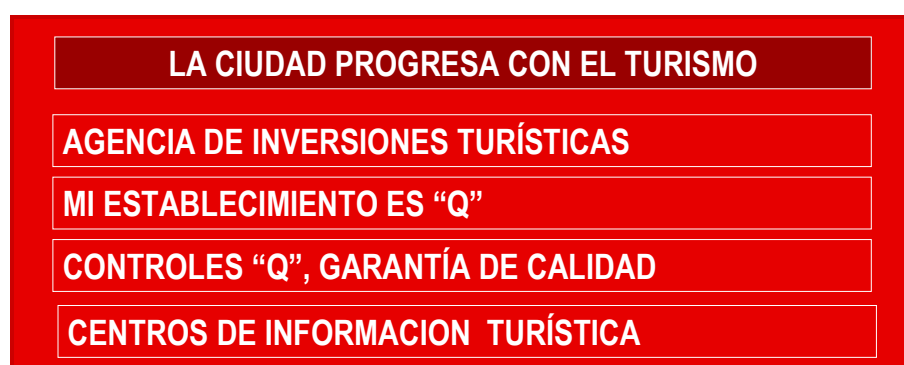 LA CIUDAD PROGRESA CON EL TURISMO
AGENCIA DE INVERSIONES TURÍSTICAS
MI ESTABLECIMIENTO ES “Q”
CONTROLES “Q”, GARANTÍA DE CALIDAD
CENTROS DE INFORMACION TURÍSTICA